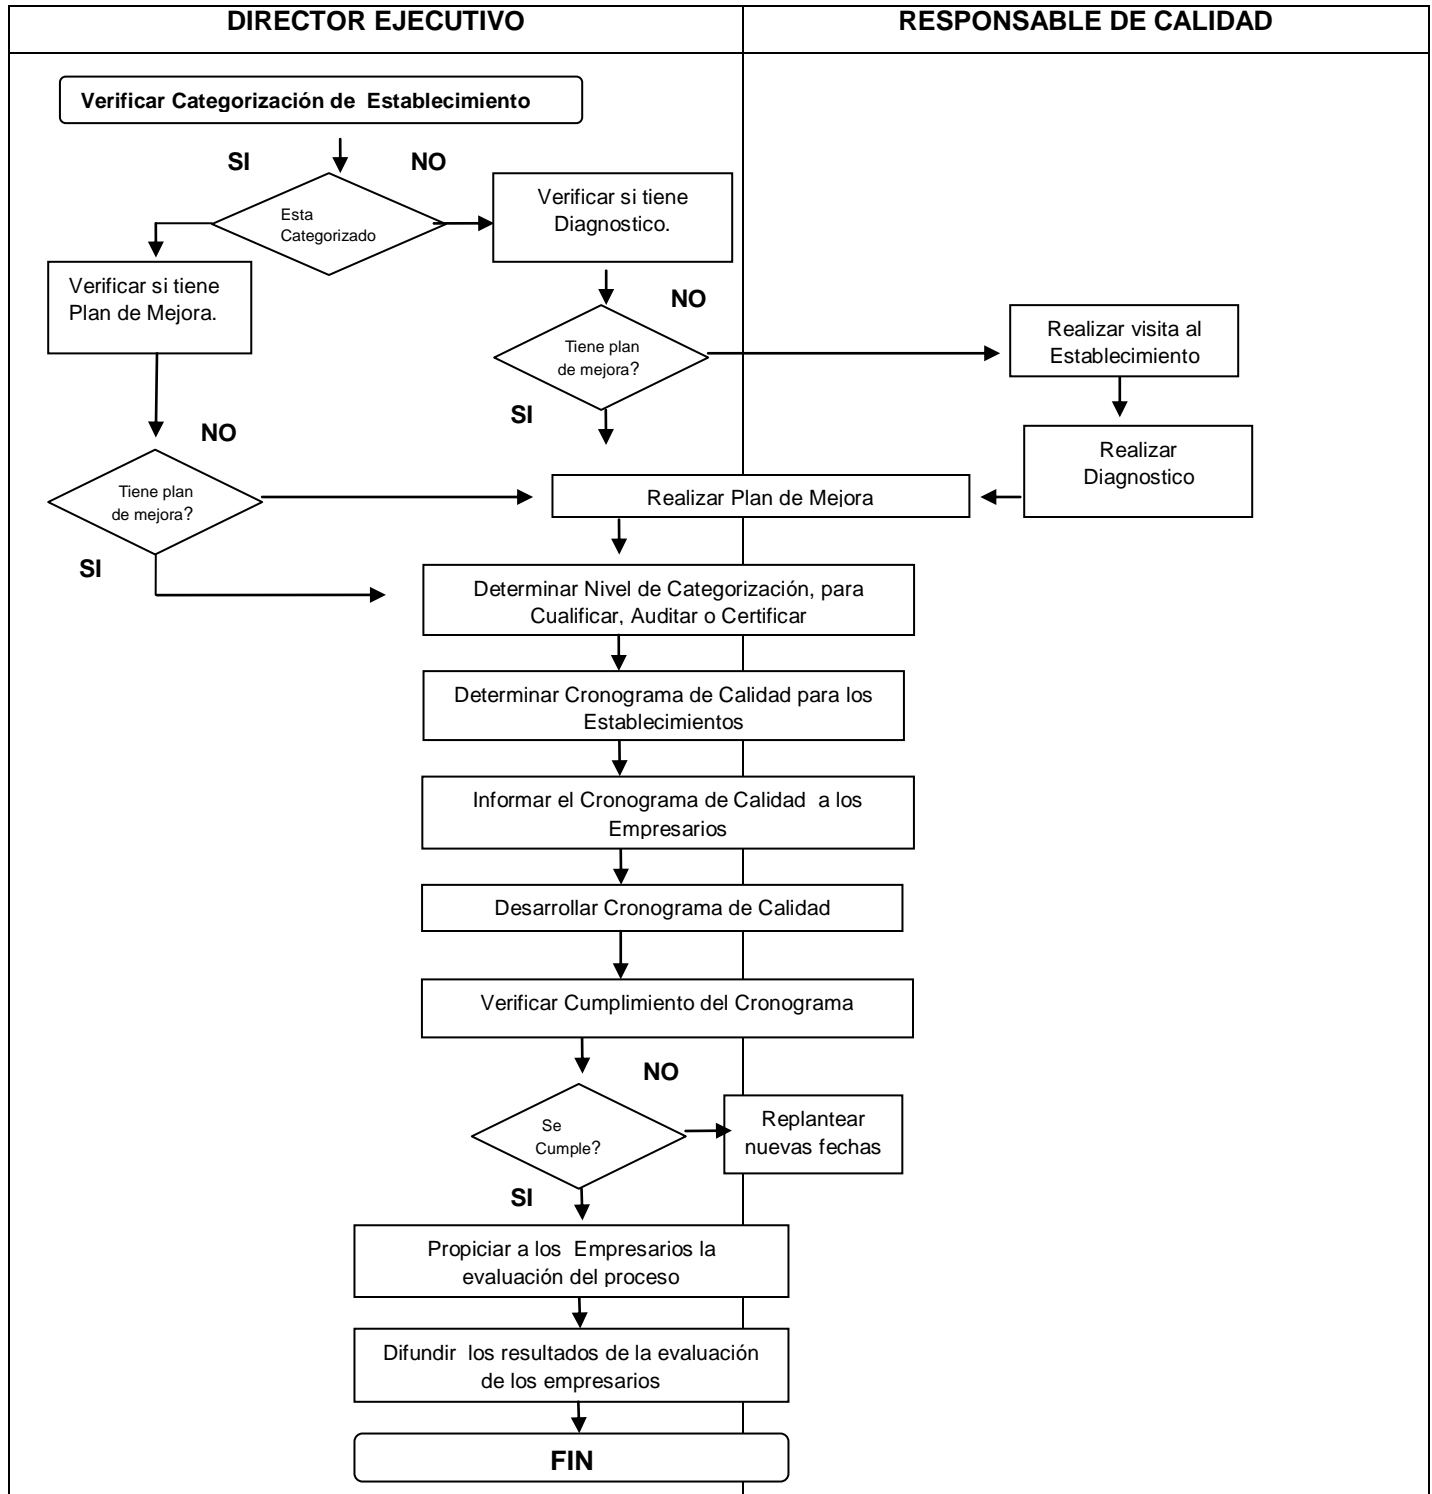 DIRECTOR EJECUTIVO
RESPONSABLE DE CALIDAD
Verificar Categorización de Establecimiento
SI
NO
Esta
Categorizado
Verificar si tiene
Diagnostico.
Verificar si tiene
Plan de Mejora.
NO
Tiene plan
de mejora?
SI
Realizar visita al
Establecimiento
Realizar
Diagnostico
NO
Tiene plan
de mejora?
SI
Realizar Plan de Mejora
Determinar Nivel de Categorización, para
Cualificar, Auditar o Certificar
Determinar Cronograma de Calidad para los
Establecimientos
Informar el Cronograma de Calidad a los
Empresarios
Desarrollar Cronograma de Calidad
Verificar Cumplimiento del Cronograma
NO
Se
Cumple?
Replantear
nuevas fechas
SI
Propiciar a los Empresarios la
evaluación del proceso
Difundir los resultados de la evaluación
de los empresarios
FIN